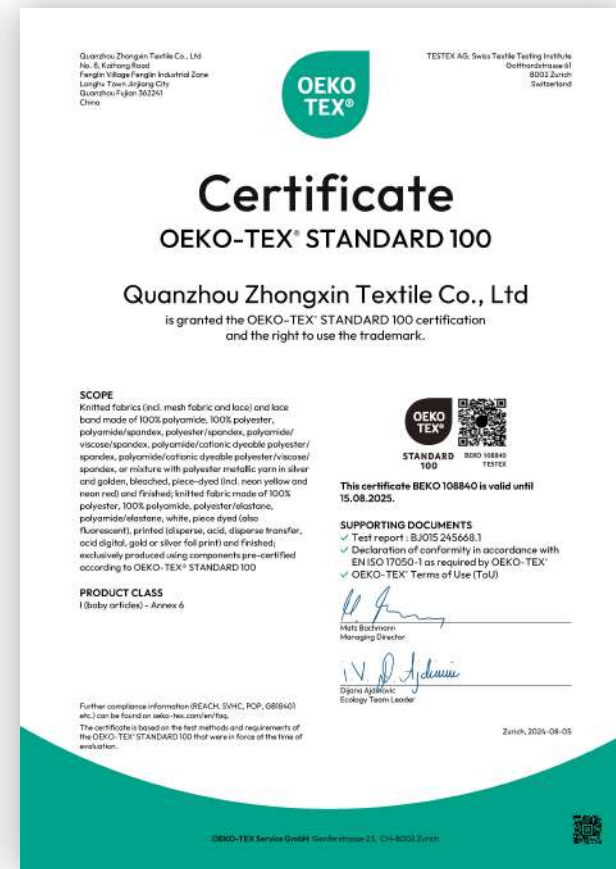 Quanzhou Zhongxin Textile Co., Ltd
No. 8, Kaihong Road
Fenglin Village Fenglin Industrial Zone
Longhu Town Jinjiang City
Quanzhou Fujian 362241
China
OEKO
TEX®
TESTEX AG, Swiss Textile Testing Institute
Gotthardstrasse 61
8002 Zurich
Switzerland
Certificate
OEKO-TEX® STANDARD 100
Quanzhou Zhongxin Textile Co., Ltd
is granted the OEKO-TEX® STANDARD 100 certification
and the right to use the trademark.
SCOPE
Knitted fabrics (incl. mesh fabric and lace) and lace
band made of 100% polyamide, 100% polyester,
polyamide/spandex, polyester/spandex, polyamide/
viscose/spandex, polyamide/cationic dyeable polyester/
spandex, polyamide/cationic dyeable polyester/viscose/
spandex, or mixture with polyester metallic yarn in silver
and golden, bleached, piece-dyed (incl. neon yellow and
neon red) and finished; knitted fabric made of 100%
polyester, 100% polyamide, polyester/elastane,
polyamide/elastane, white, piece dyed (also
fluorescent), printed (disperse, acid, disperse transfer,
acid digital, gold or silver foil print) and finished;
exclusively produced using components pre-certified
according to OEKO-TEX® STANDARD 100
PRODUCT CLASS
I (baby articles) - Annex 6
OEKO
TEX®
STANDARD
100
BEKO 108840
TESTEX
This certificate BEKO 108840 is valid until
15.08.2025.
SUPPORTING DOCUMENTS
✓ Test report : BJ015 245668.1
✓ Declaration of conformity in accordance with
EN ISO 17050-1 as required by OEKO-TEX®
✓ OEKO-TEX® Terms of Use (ToU)
Matz Bachmann
Managing Director
i.V. D. Ajdinovic
Dijana Ajdinovic
Ecology Team Leader
Further compliance information (REACH, SVHC, POP, GB18401
etc.) can be found on oeko-tex.com/en/faq.
The certificate is based on the test methods and requirements of
the OEKO-TEX® STANDARD 100 that were in force at the time of
evaluation.
Zurich, 2024-08-05
OEKO-TEX Service GmbH Genferstrasse 23, CH-8002 Zurich